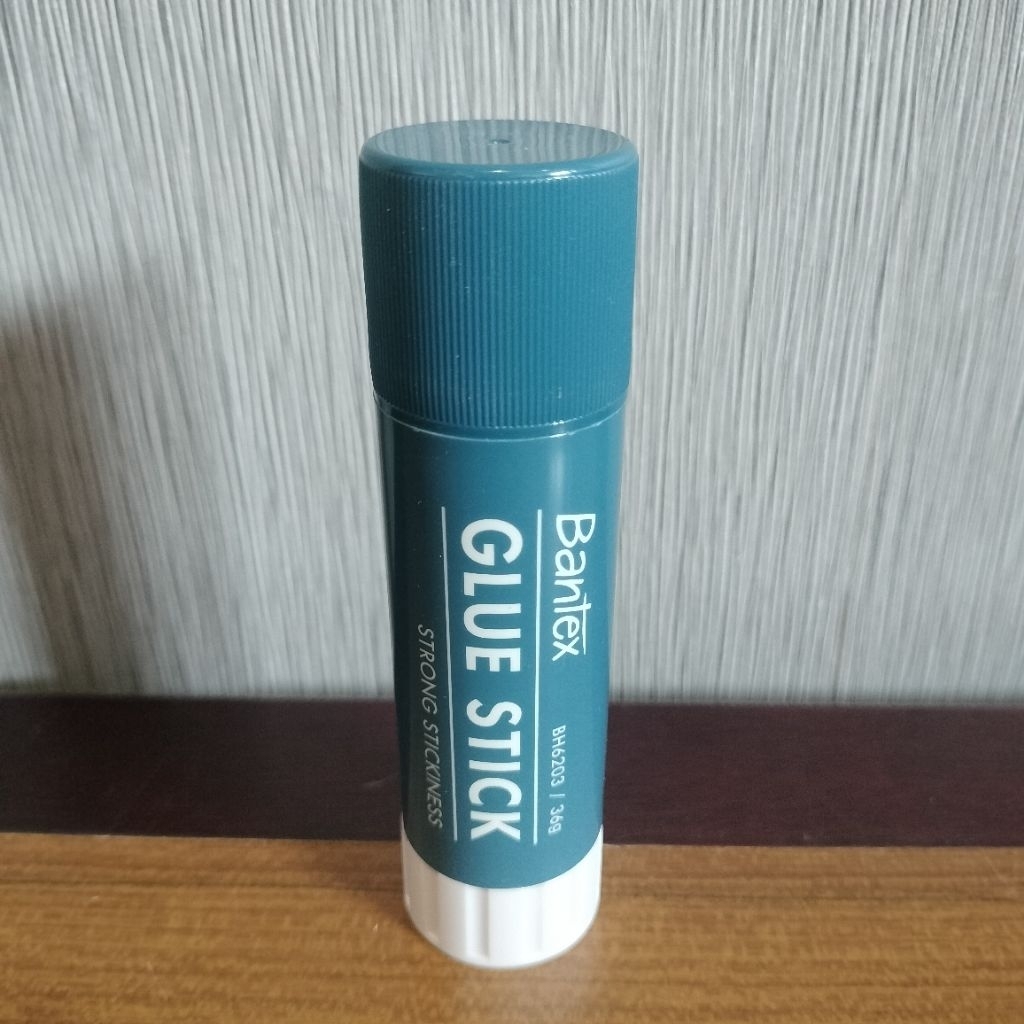 Bantex
BH6203 / 36g
GLUE STICK
STRONG STICKINESS